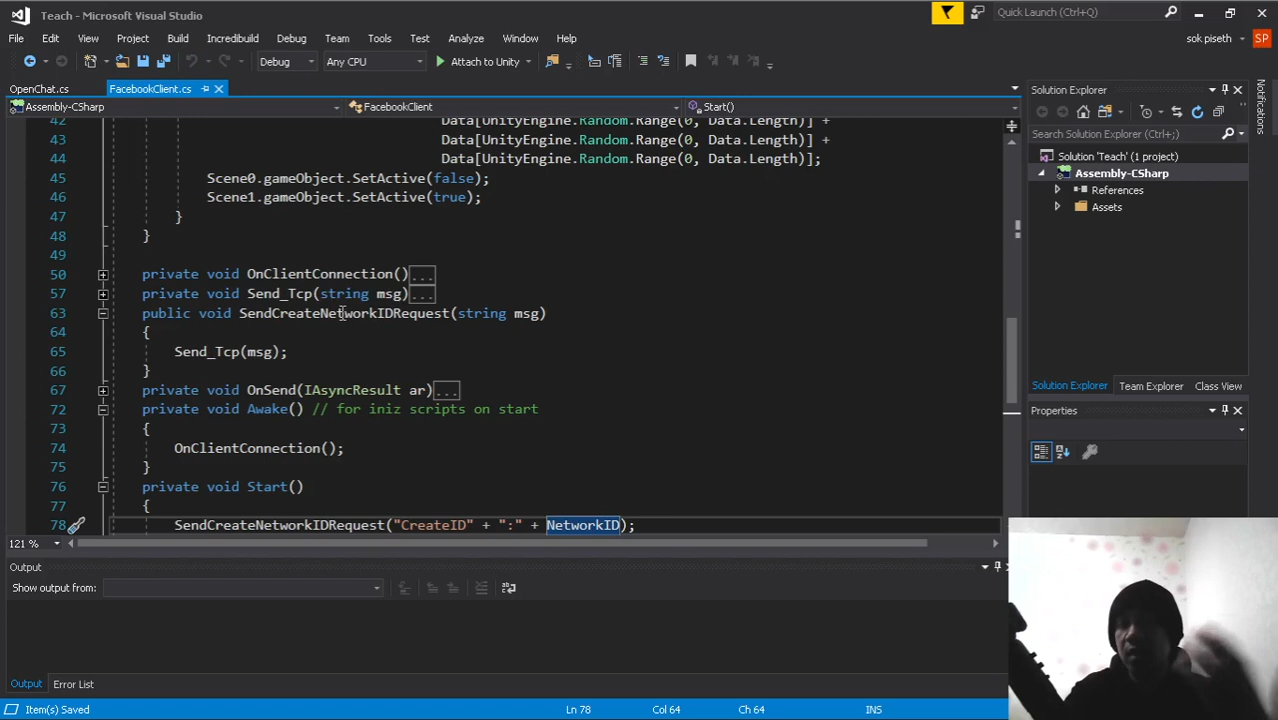 Teach - Microsoft Visual Studio
Quick Launch (Ctrl+Q)
File Edit View Project Build Incredibuild Debug Team Tools Test Analyze Window Help
sok piseth SP
Debug Any CPU Attach to Unity
OpenChat.cs FacebookClient.cs
Assembly-CSharp FacebookClient Start()
42 Data[UnityEngine.Random.Range(0, Data.Length)] +
43 Data[UnityEngine.Random.Range(0, Data.Length)] +
44 Data[UnityEngine.Random.Range(0, Data.Length)];
45 Scene0.gameObject.SetActive(false);
46 Scene1.gameObject.SetActive(true);
47 }
48 }
49
50 private void OnClientConnection()...
57 private void Send_Tcp(string msg)...
63 public void SendCreateNetworkIDRequest(string msg)
64 {
65 Send_Tcp(msg);
66 }
67 private void OnSend(IAsyncResult ar)...
72 private void Awake() // for iniz scripts on start
73 {
74 OnClientConnection();
75 }
76 private void Start()
77 {
78 SendCreateNetworkIDRequest("CreateID" + ":" + NetworkID);
121 %
Output
Show output from:
Output Error List
Item(s) Saved Ln 78 Col 64 Ch 64 INS
Solution Explorer
Search Solution Explorer (Ctrl+;)
Solution 'Teach' (1 project)
Assembly-CSharp
References
Assets
Solution Explorer Team Explorer Class View
Properties
Notifications